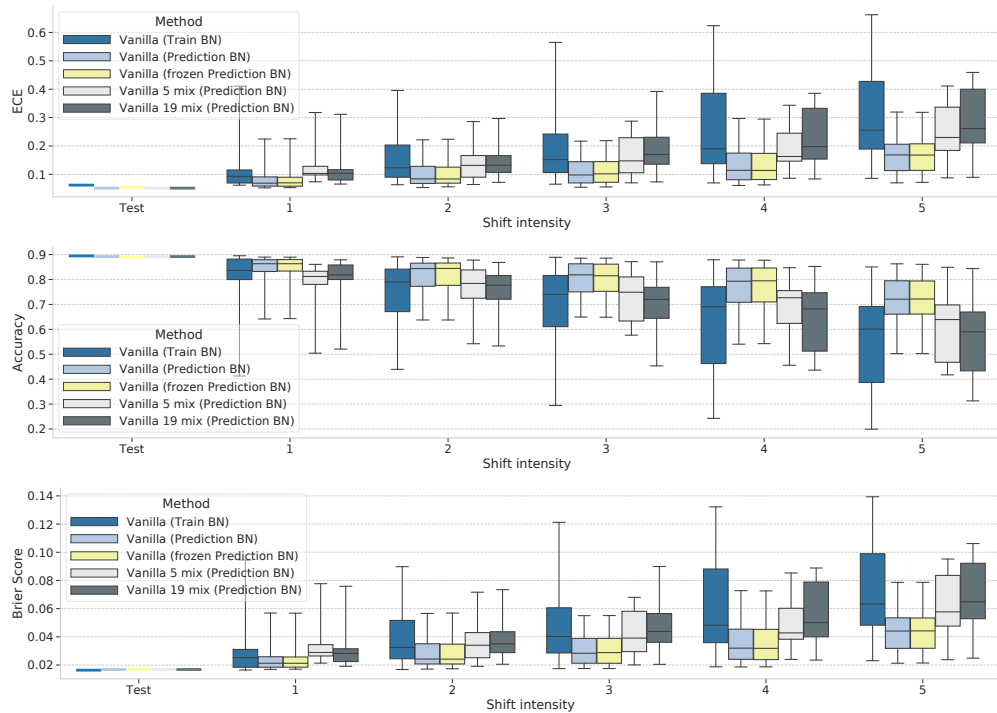 Method
Vanilla (Train BN)
Vanilla (Prediction BN)
Vanilla (frozen Prediction BN)
Vanilla 5 mix (Prediction BN)
Vanilla 19 mix (Prediction BN)
ECE
0.6
0.5
0.4
0.3
0.2
0.1
Test
1
2
3
4
5
Shift intensity
Accuracy
0.9
0.8
0.7
0.6
0.5
0.4
0.3
0.2
Method
Vanilla (Train BN)
Vanilla (Prediction BN)
Vanilla (frozen Prediction BN)
Vanilla 5 mix (Prediction BN)
Vanilla 19 mix (Prediction BN)
Test
1
2
3
4
5
Shift intensity
Brier Score
0.14
0.12
0.10
0.08
0.06
0.04
0.02
Method
Vanilla (Train BN)
Vanilla (Prediction BN)
Vanilla (frozen Prediction BN)
Vanilla 5 mix (Prediction BN)
Vanilla 19 mix (Prediction BN)
Test
1
2
3
4
5
Shift intensity